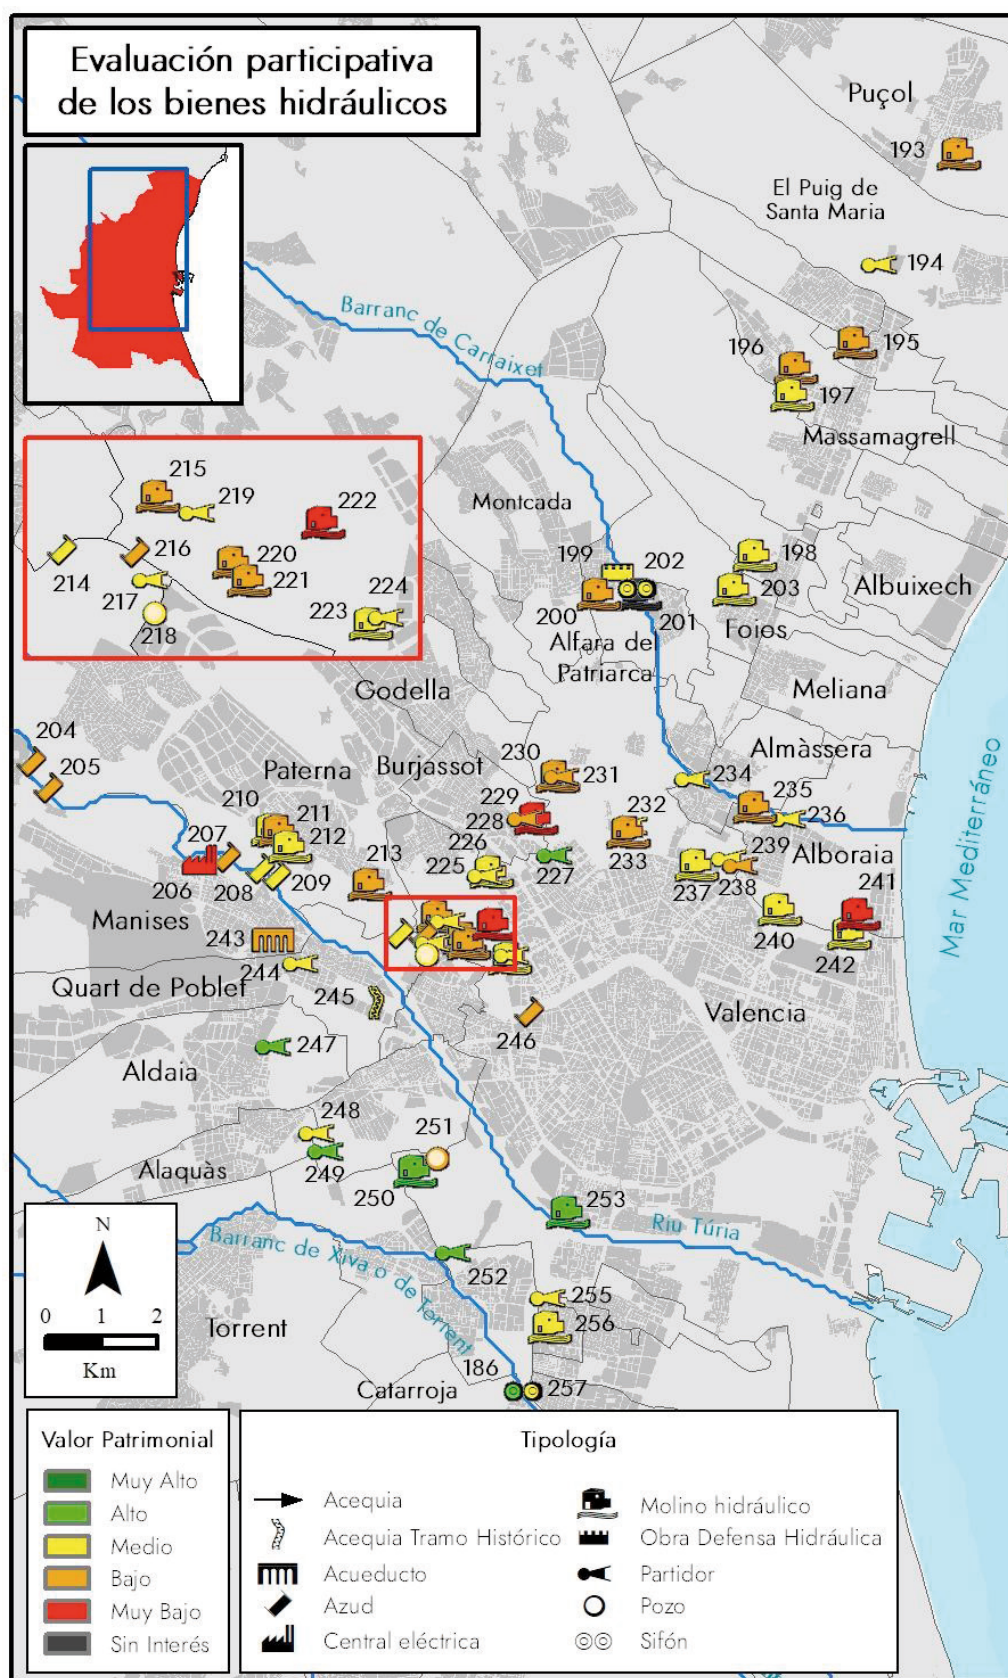 Evaluación participativa
de los bienes hidráulicos
Puçol
193
El Puig de
Santa Maria
194
Barranc de Carraixet
195
196
197
Massamagrell
215
219
222
Montcada
216
220
214
199
202
198
217
221
224
203
Albuixech
223
218
200
201
Foios
Alfara del
Patriarca
Godella
Meliana
204
Almàssera
205
Paterna
Burjassot
230
231
234
210
211
229
232
235
236
207
212
228
226
239
Alboraia
213
225
227
233
206
208
209
237
238
241
Manises
240
243
242
244
Quart de Poblet
245
Valencia
Mar Mediterráneo
246
247
Aldaia
248
251
Alaquàs
249
250
253
N
Riu Túria
Barranc de Xiva o de Torrent
252
0 1 2
Km
255
Torrent
256
186
257
Catarroja
Valor Patrimonial
Muy Alto
Alto
Medio
Bajo
Muy Bajo
Sin Interés
Tipología
Acequia
Acequia Tramo Histórico
Acueducto
Azud
Central eléctrica
Molino hidráulico
Obra Defensa Hidráulica
Partidor
Pozo
Sifón